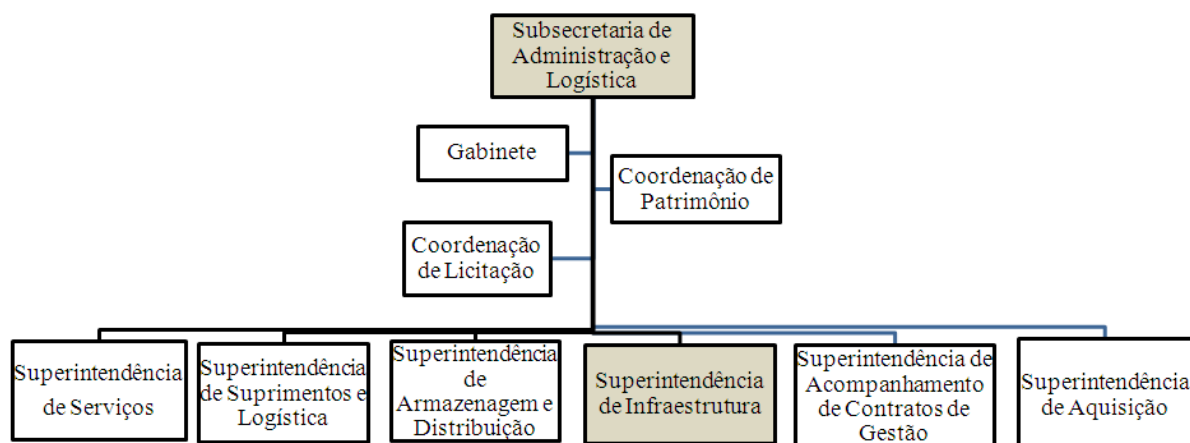 Subsecretaria de
Administração e
Logística
Gabinete
Coordenação de
Patrimônio
Coordenação
de Licitação
Superintendência
de Serviços
Superintendência
de Suprimentos e
Logística
Superintendência
de
Armazenagem e
Distribuição
Superintendência
de Infraestrutura
Superintendência de
Acompanhamento
de Contratos de
Gestão
Superintendência
de Aquisição